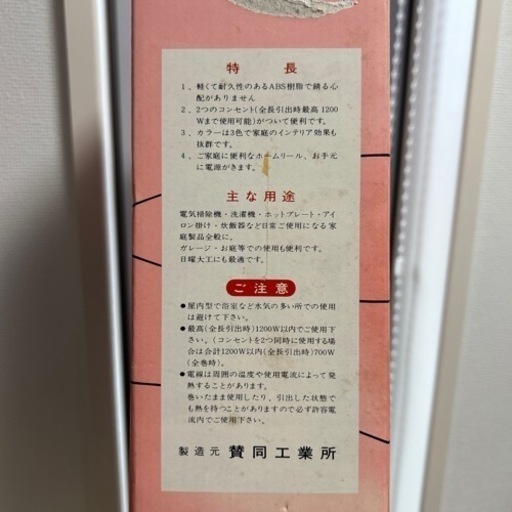 特長
1、軽くて耐久性のあるABS樹脂で錆る心
配がありません
2、2つのコンセント(全長引出時最高1200
Wまで使用可能)がついて便利です。
3、カラーは3色で家庭のインテリア効果も
抜群です。
4、ご家庭に便利なホームリール、お手元
に電源がきます。
主な用途
電気掃除機・洗濯機・ホットプレート・アイ
ロン掛け・炊飯器など日常ご使用になる家
庭製品全般に。
ガレージ・お庭等での使用も便利です。
日曜大工にも最適です。
ご注意
●屋内型で浴室など水気の多い所での使用
は避けて下さい。
●最高(全長引出時)1200W以内でご使用下
さい。(コンセントを2つ同時に使用する場
合は合計1200W以内(全長引出時)700W
(全巻時)。
●電線は周囲の温度や使用電流によって発
熱することがあります。
巻いたまま使用したり、引出した状態で
も熱を持つことがありますので必ず許容電
流内でご使用下さい。
製造元 賛同工業所